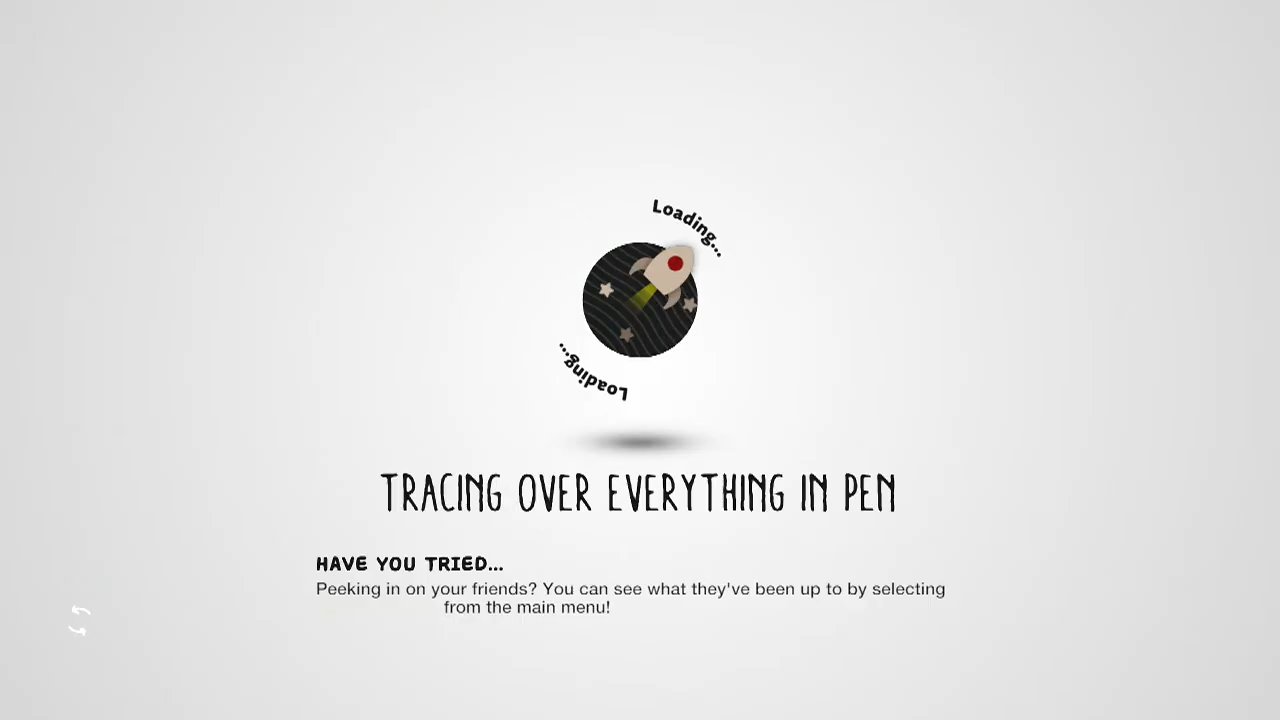 Loading...
Loading...
TRACING OVER EVERYTHING IN PEN
HAVE YOU TRIED...
Peeking in on your friends? You can see what they've been up to by selecting
from the main menu!